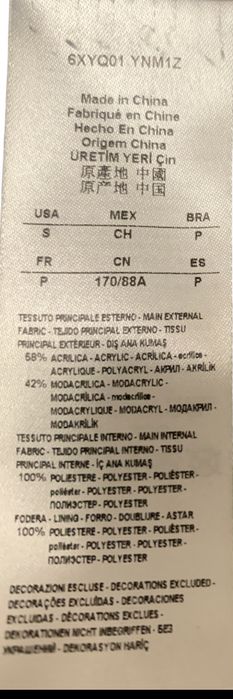 6XYQ01 YNM1Z
Made in China
Fabriqué en Chine
Hecho En China
Origem China
ÜRETİM YERİ Çin
原產地 中國
原产地 中国
USA MEX BRA
S CH P
FR CN ES
P 170/88A P
TESSUTO PRINCIPALE ESTERNO - MAIN EXTERNAL
FABRIC - TEJIDO PRINCIPAL EXTERNO - TISSU
PRINCIPAL EXTÉRIEUR - DIŞ ANA KUMAŞ
58% ACRILICA - ACRYLIC - ACRÍLICA - acrílica -
ACRYLIQUE - POLYACRYL - АКРИЛ - AKRİLİK
42% MODACRILICA - MODACRYLIC -
MODACRÍLICA - modacrílica -
MODACRYLIQUE - MODACRYL - МОДАКРИЛ -
MODAKRİLİK
TESSUTO PRINCIPALE INTERNO - MAIN INTERNAL
FABRIC - TEJIDO PRINCIPAL INTERNO - TISSU
PRINCIPAL INTERNE - İÇ ANA KUMAŞ
100% POLIESTERE - POLYESTER - POLIÉSTER -
poliéster - POLYESTER - POLYESTER -
ПОЛИЭСТЕР - POLYESTER
FODERA - LINING - FORRO - DOUBLURE - ASTAR
100% POLIESTERE - POLYESTER - POLIÉSTER -
poliéster - POLYESTER - POLYESTER -
ПОЛИЭСТЕР - POLYESTER
DECORAZIONI ESCLUSE - DECORATIONS EXCLUDED -
DECORAÇÕES EXCLUÍDAS - DECORACIONES
EXCLUIDAS - DÉCORATIONS EXCLUES -
DEKORATIONEN NICHT INBEGRIFFEN - БЕЗ
УКРАШЕНИЙ - DEKORASYON HARİÇ